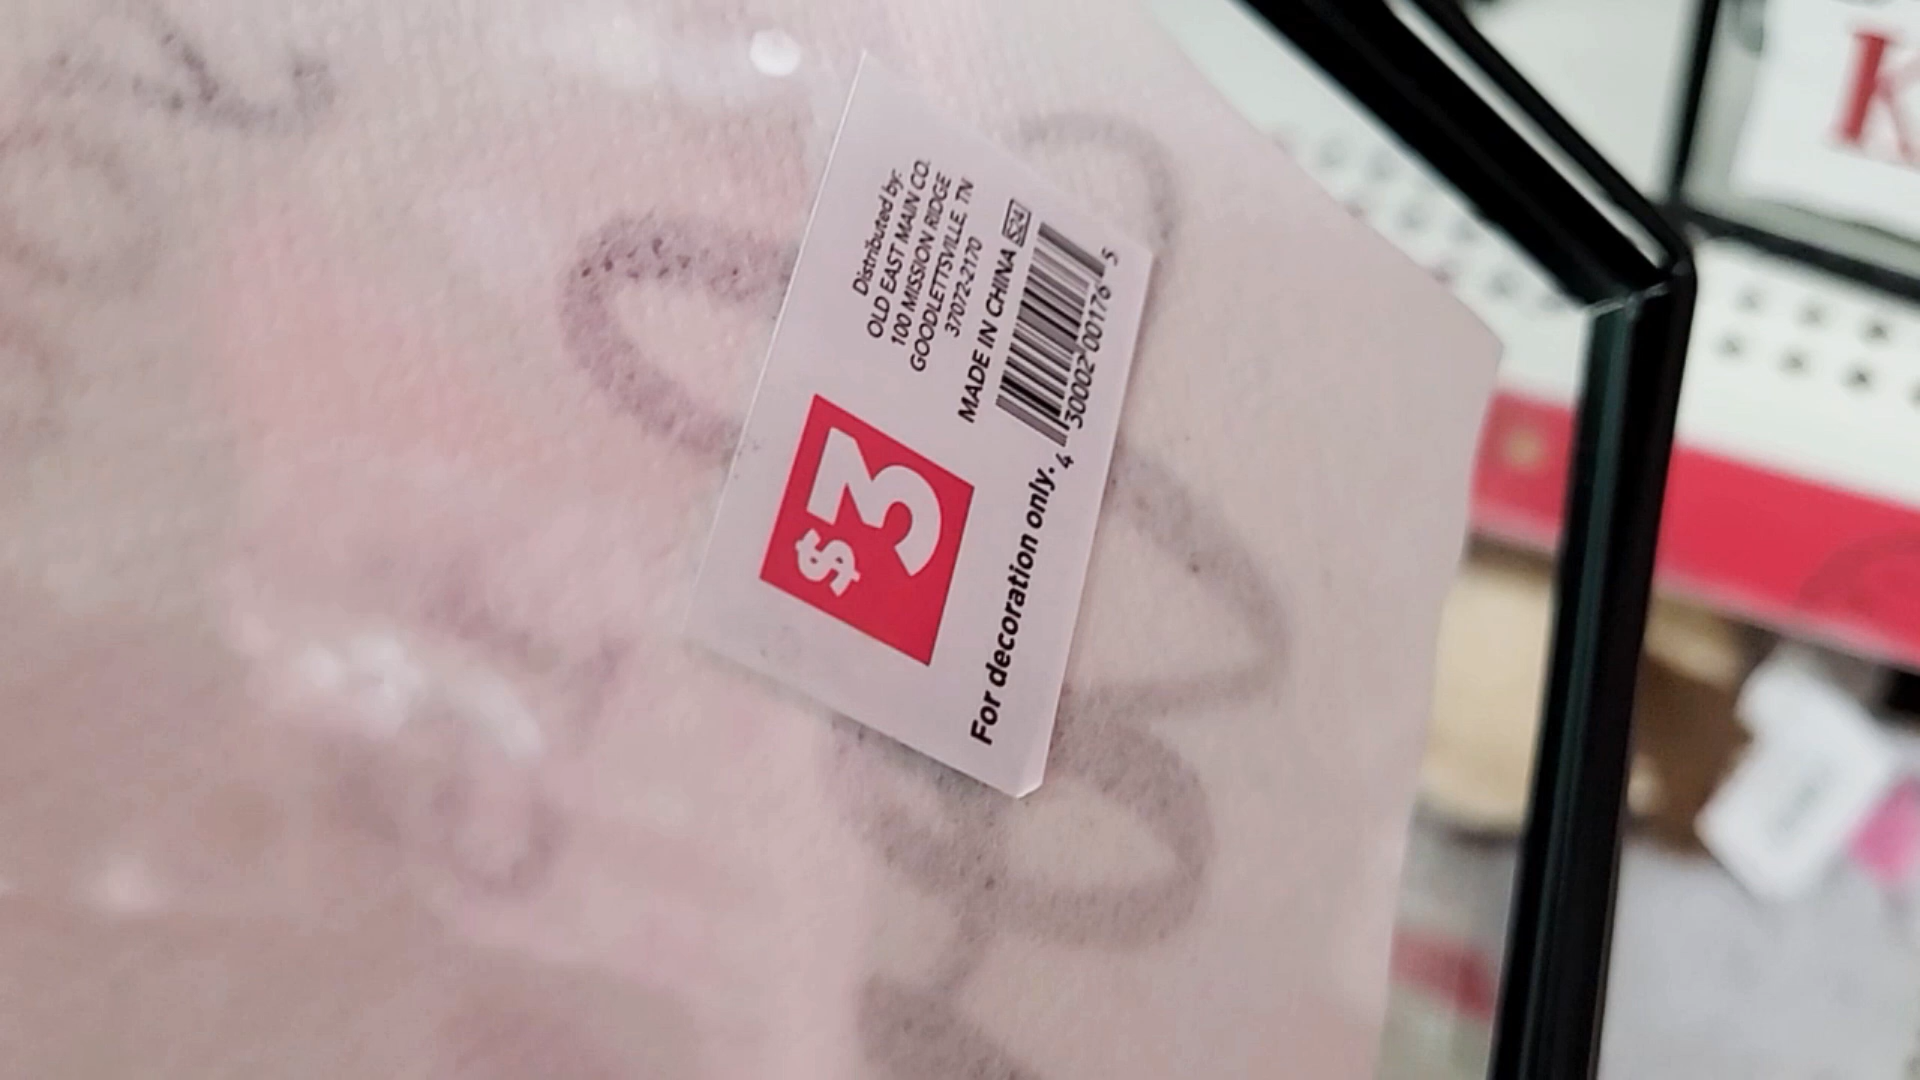 Distributed by:
OLD EAST MAIN CO.
100 MISSION RIDGE
GOODLETTSVILLE, TN
37072-2170
MADE IN CHINA S24
4 30002 00176 5
$3
For decoration only.
K